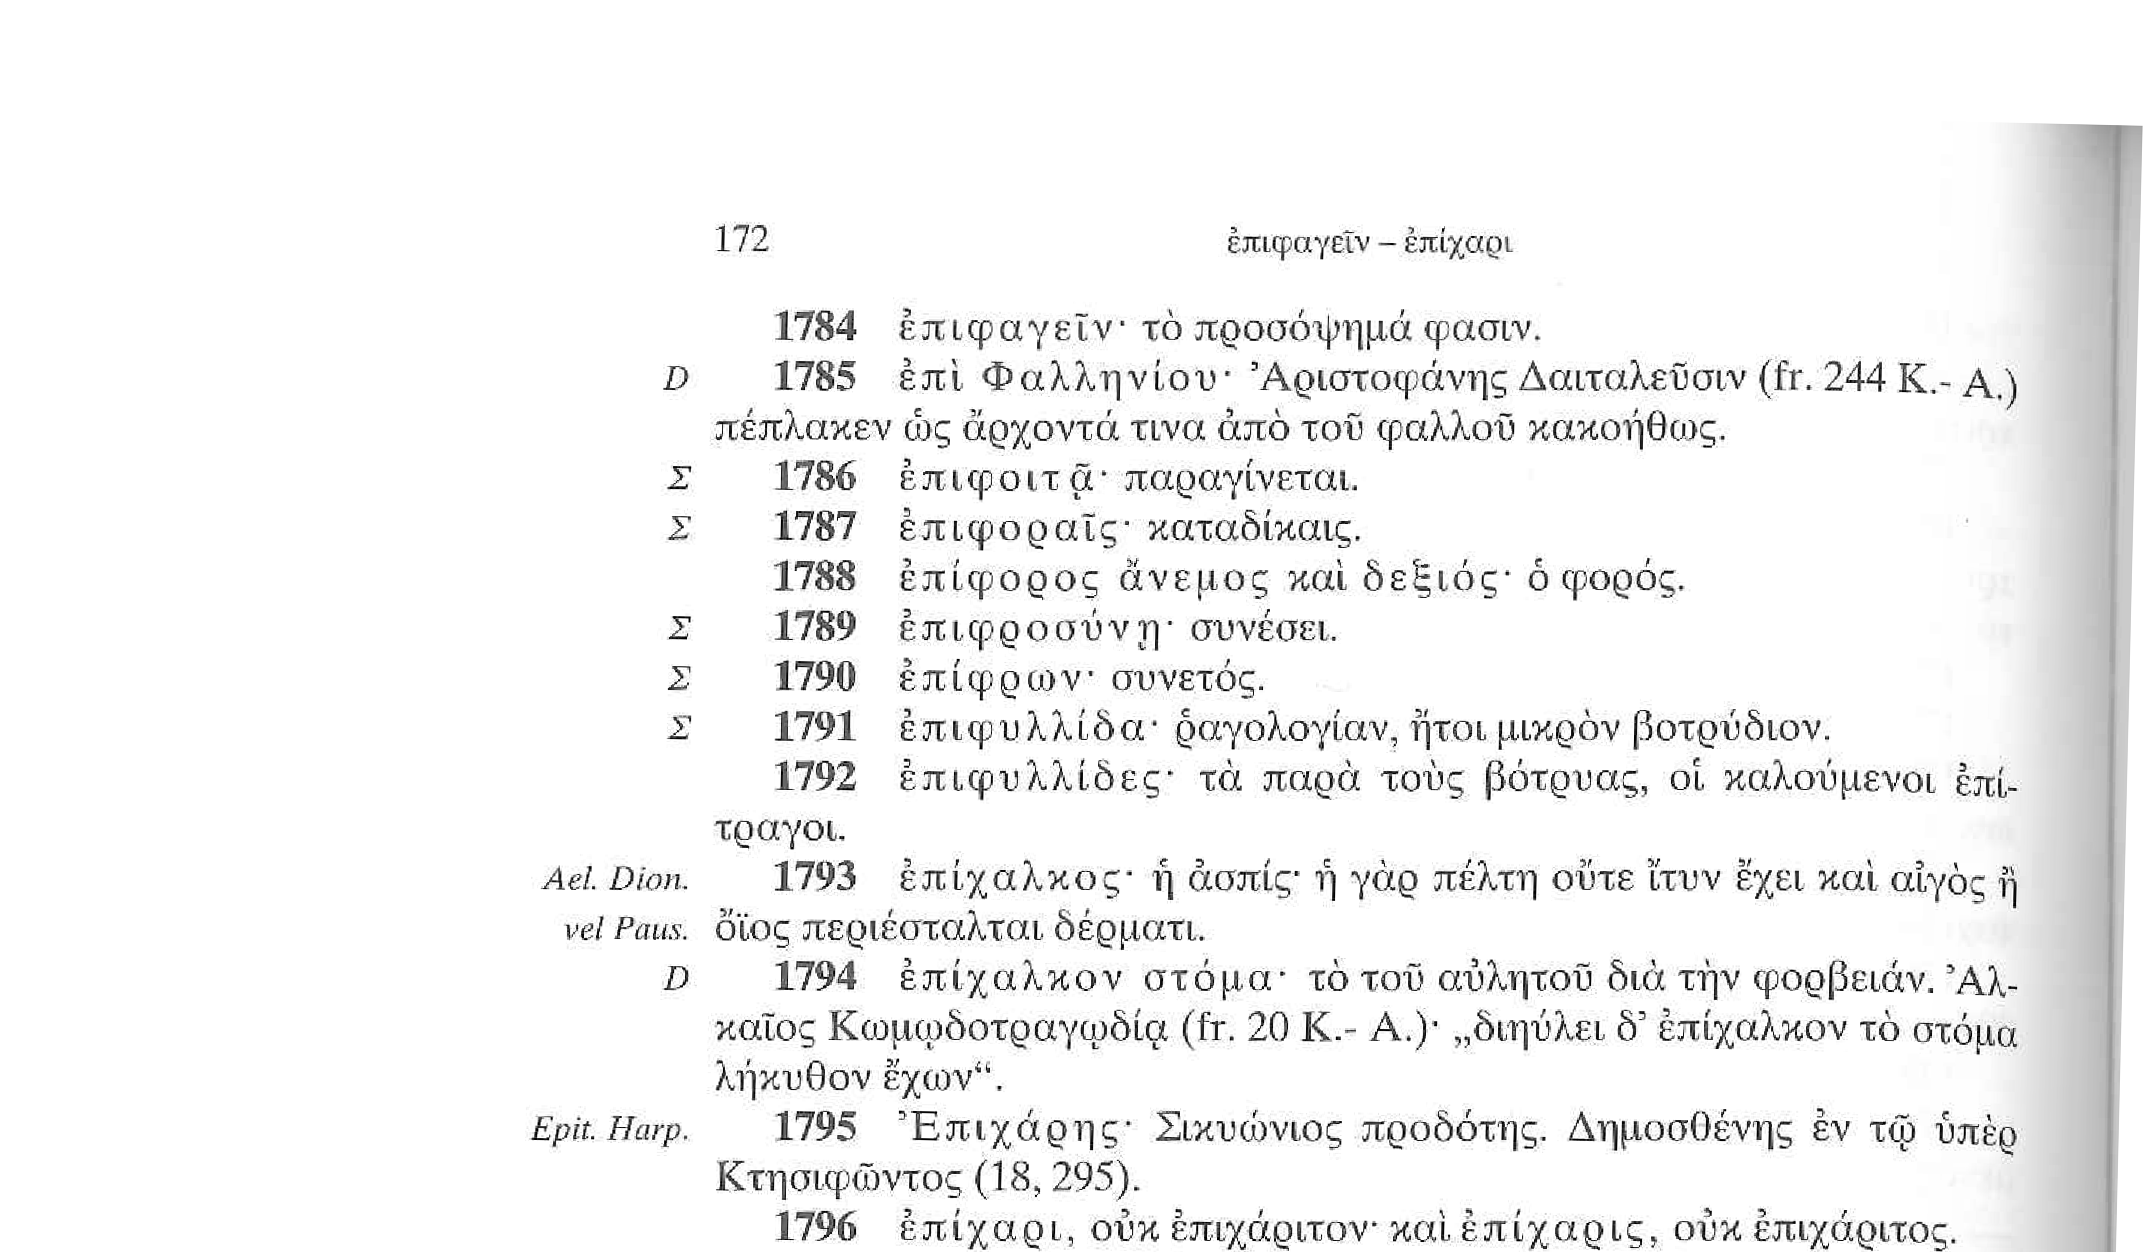 172 ἐπιφαγεῖν – ἐπίχαρι
1784 ἐπιφαγεῖν· τὸ προσόψημά φασιν.
D 1785 ἐπὶ Φαλληνίου· Ἀριστοφάνης Δαιταλεῦσιν (fr. 244 K.- A.)
πέπλακεν ὡς ἄρχοντά τινα ἀπὸ τοῦ φαλλοῦ κακοήθως.
Σ 1786 ἐπιφοιτᾷ· παραγίνεται.
Σ 1787 ἐπιφοραῖς· καταδίκαις.
1788 ἐπίφορος ἄνεμος καὶ δεξιός· ὁ φορός.
Σ 1789 ἐπιφροσύνῃ· συνέσει.
Σ 1790 ἐπίφρων· συνετός.
Σ 1791 ἐπιφυλλίδα· ῥαγολογίαν, ἤτοι μικρὸν βοτρύδιον.
1792 ἐπιφυλλίδες· τὰ παρὰ τοὺς βότρυας, οἱ καλούμενοι ἐπί-
τραγοι.
Ael. Dion. 1793 ἐπίχαλκος· ἡ ἀσπίς· ἡ γὰρ πέλτη οὔτε ἴτυν ἔχει καὶ αἰγὸς ἢ
vel Paus. ὄϊος περιέσταλται δέρματι.
D 1794 ἐπίχαλκον στόμα· τὸ τοῦ αὐλητοῦ διὰ τὴν φορβειάν. Ἀλ-
καῖος Κωμῳδοτραγῳδίᾳ (fr. 20 K.- A.)· „διηύλει δ’ ἐπίχαλκον τὸ στόμα
λήκυθον ἔχων“.
Epit. Harp. 1795 Ἐπιχάρης· Σικυώνιος προδότης. Δημοσθένης ἐν τῷ ὑπὲρ
Κτησιφῶντος (18, 295).
1796 ἐπίχαρι, οὐκ ἐπιχάριτον· καὶ ἐπίχαρις, οὐκ ἐπιχάριτος.